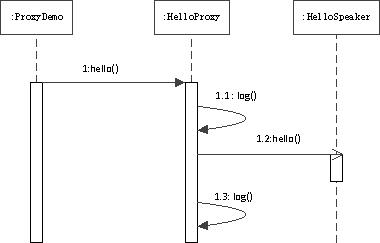 :ProxyDemo
:HelloProxy
:HelloSpeaker
1:hello()
1.1: log()
1.2:hello()
1.3: log()